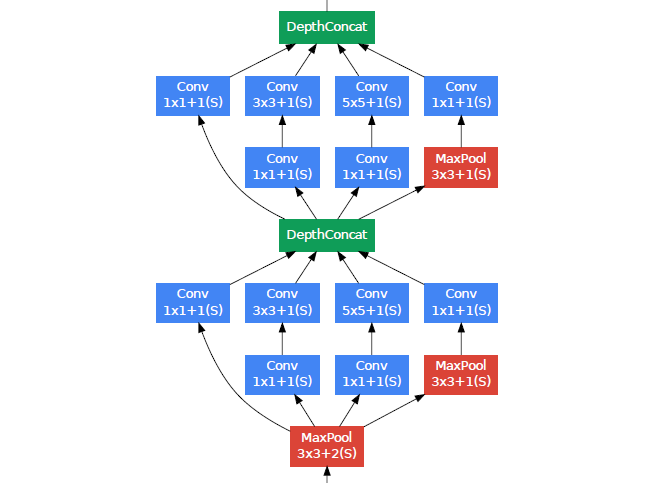 DepthConcat
Conv
1x1+1(S)
Conv
3x3+1(S)
Conv
5x5+1(S)
Conv
1x1+1(S)
Conv
1x1+1(S)
Conv
1x1+1(S)
MaxPool
3x3+1(S)
DepthConcat
Conv
1x1+1(S)
Conv
3x3+1(S)
Conv
5x5+1(S)
Conv
1x1+1(S)
Conv
1x1+1(S)
Conv
1x1+1(S)
MaxPool
3x3+1(S)
MaxPool
3x3+2(S)